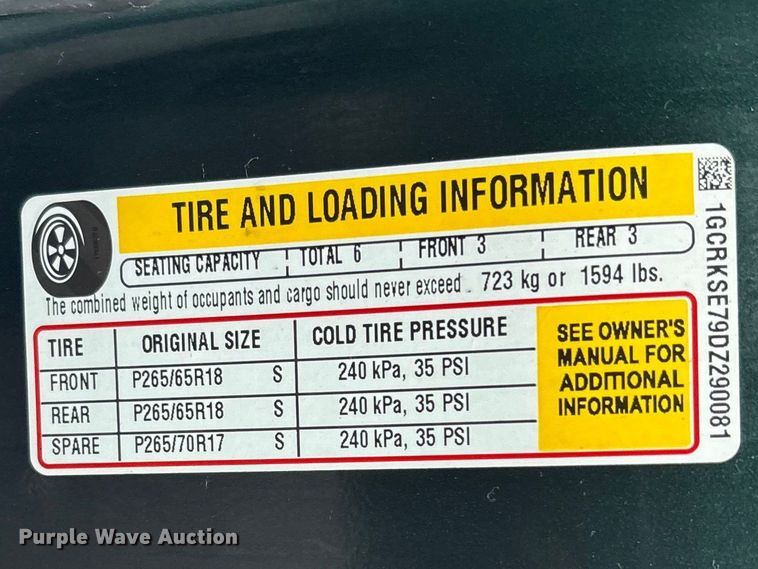 TIRE AND LOADING INFORMATION
SEATING CAPACITY TOTAL 6 FRONT 3 REAR 3
The combined weight of occupants and cargo should never exceed 723 kg or 1594 lbs.
TIRE ORIGINAL SIZE COLD TIRE PRESSURE
FRONT P265/65R18 S 240 kPa, 35 PSI
REAR P265/65R18 S 240 kPa, 35 PSI
SPARE P265/70R17 S 240 kPa, 35 PSI
SEE OWNER'S
MANUAL FOR
ADDITIONAL
INFORMATION
1GCRKSE79DZ290081
Purple Wave Auction